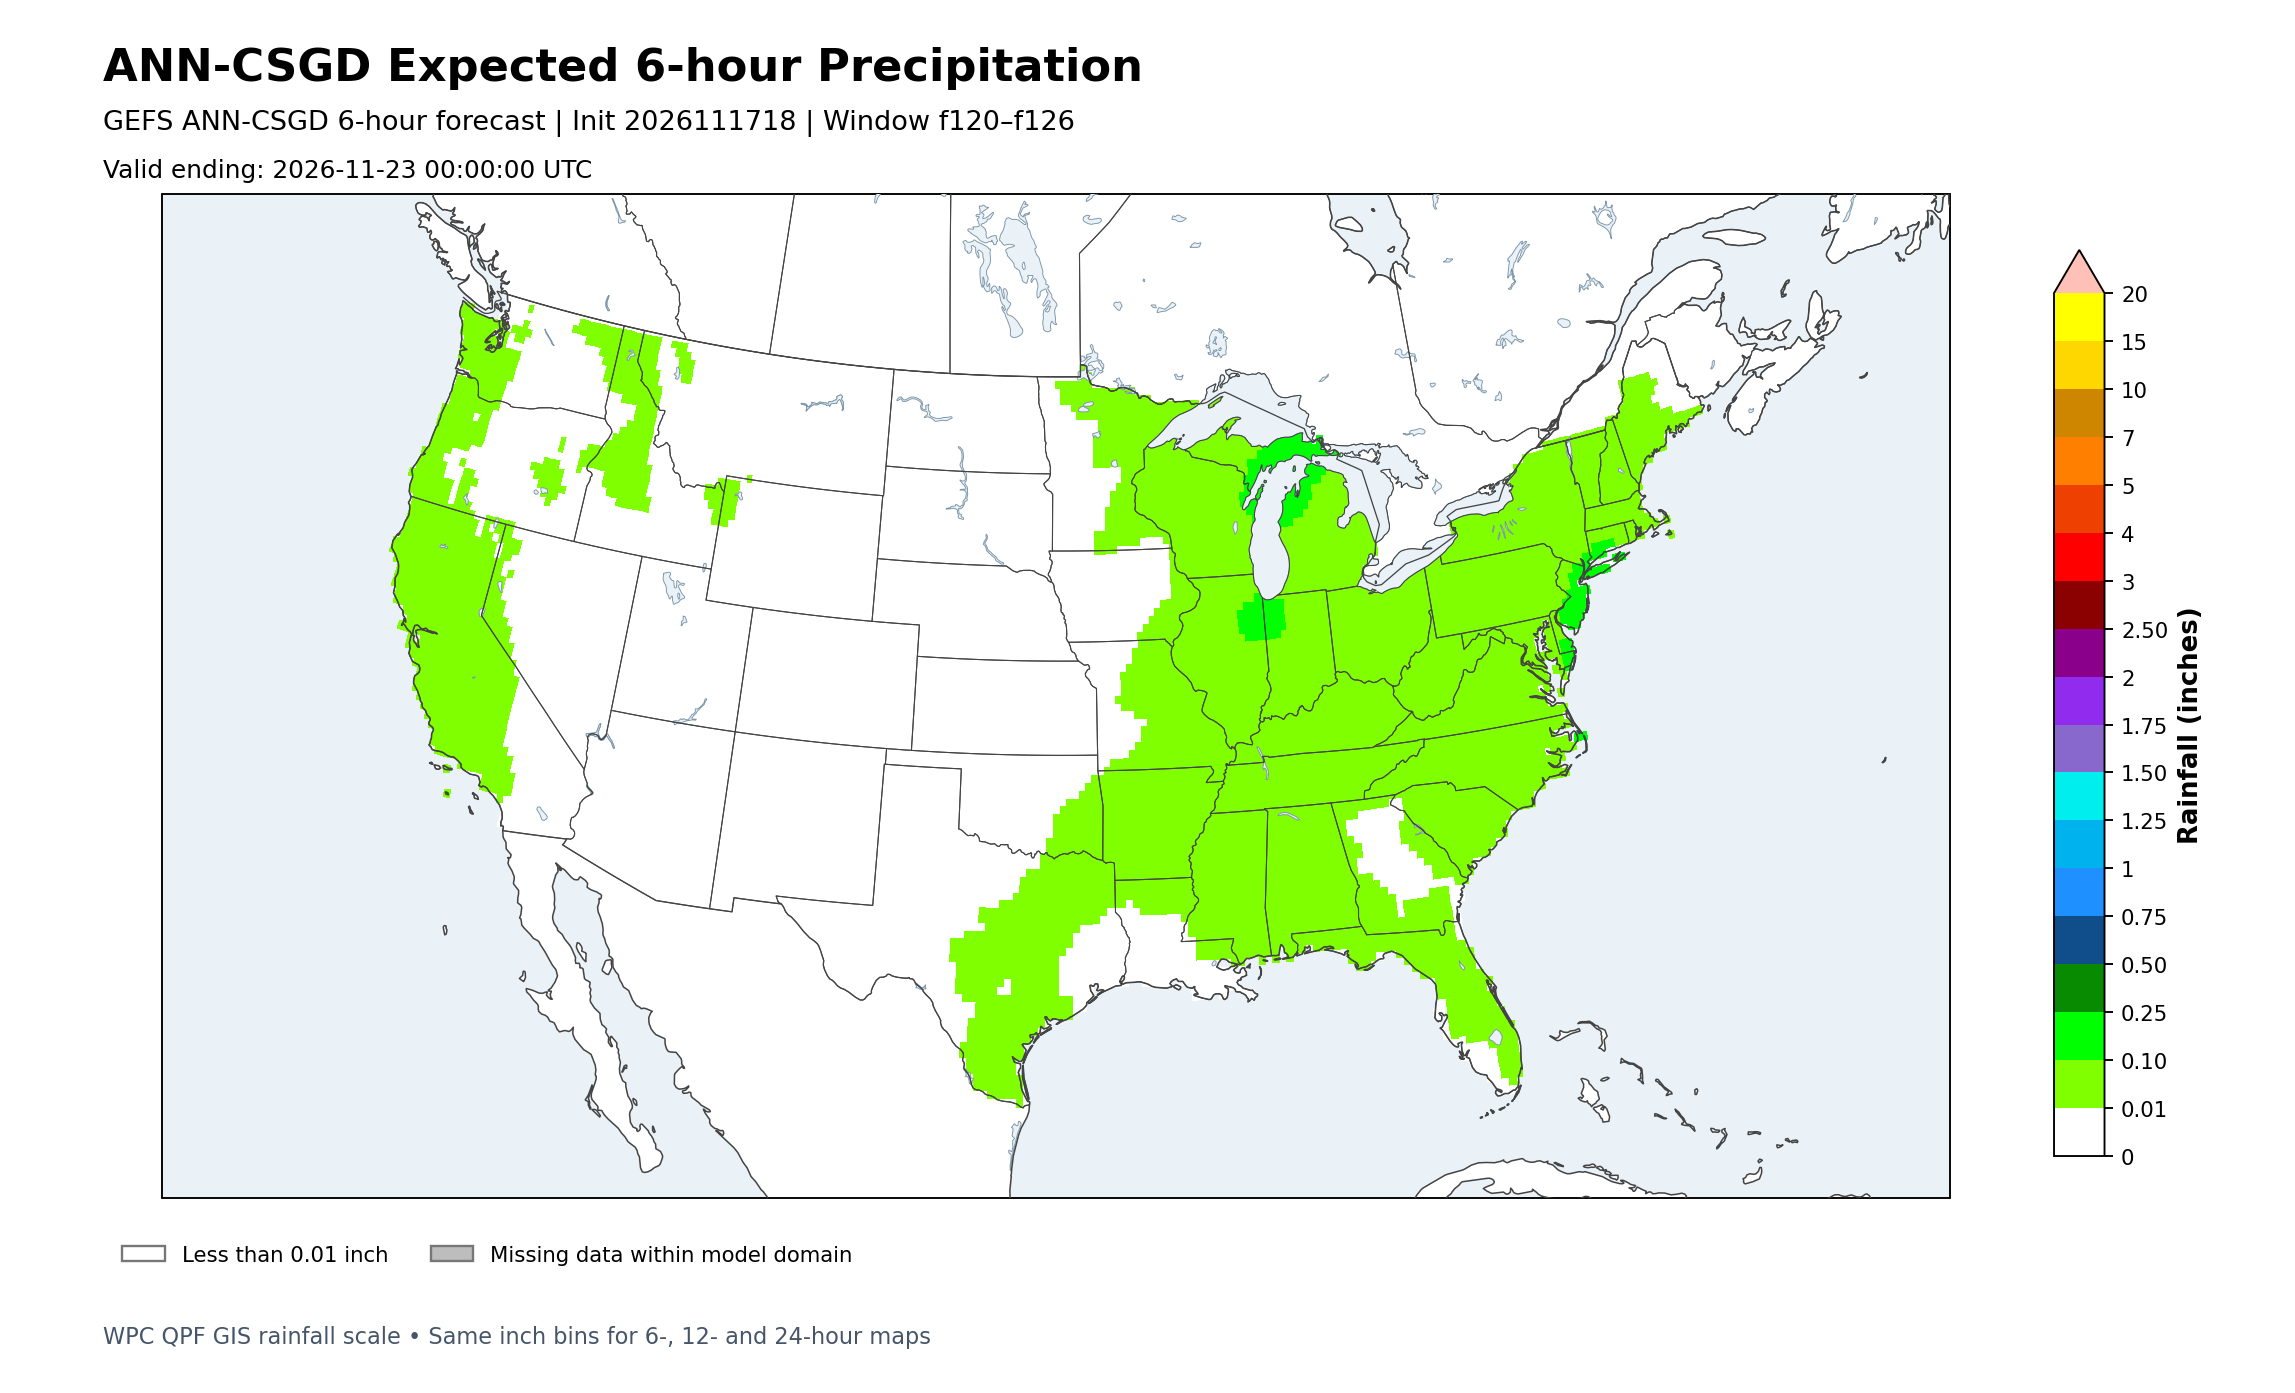 ANN-CSGD Expected 6-hour Precipitation
GEFS ANN-CSGD 6-hour forecast | Init 2026111718 | Window f120–f126
Valid ending: 2026-11-23 00:00:00 UTC
20
15
10
7
5
4
3
2.50
2
1.75
1.50
1.25
1
0.75
0.50
0.25
0.10
0.01
0
Rainfall (inches)
Less than 0.01 inch
Missing data within model domain
WPC QPF GIS rainfall scale • Same inch bins for 6-, 12- and 24-hour maps